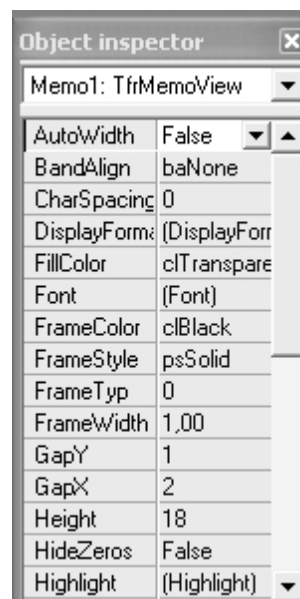 Object inspector
Memo1: TfrMemoView
AutoWidth False
BandAlign baNone
CharSpacing 0
DisplayForma (DisplayForr
FillColor clTranspare
Font (Font)
FrameColor clBlack
FrameStyle psSolid
FrameTyp 0
FrameWidth 1,00
GapY 1
GapX 2
Height 18
HideZeros False
Highlight (Highlight)